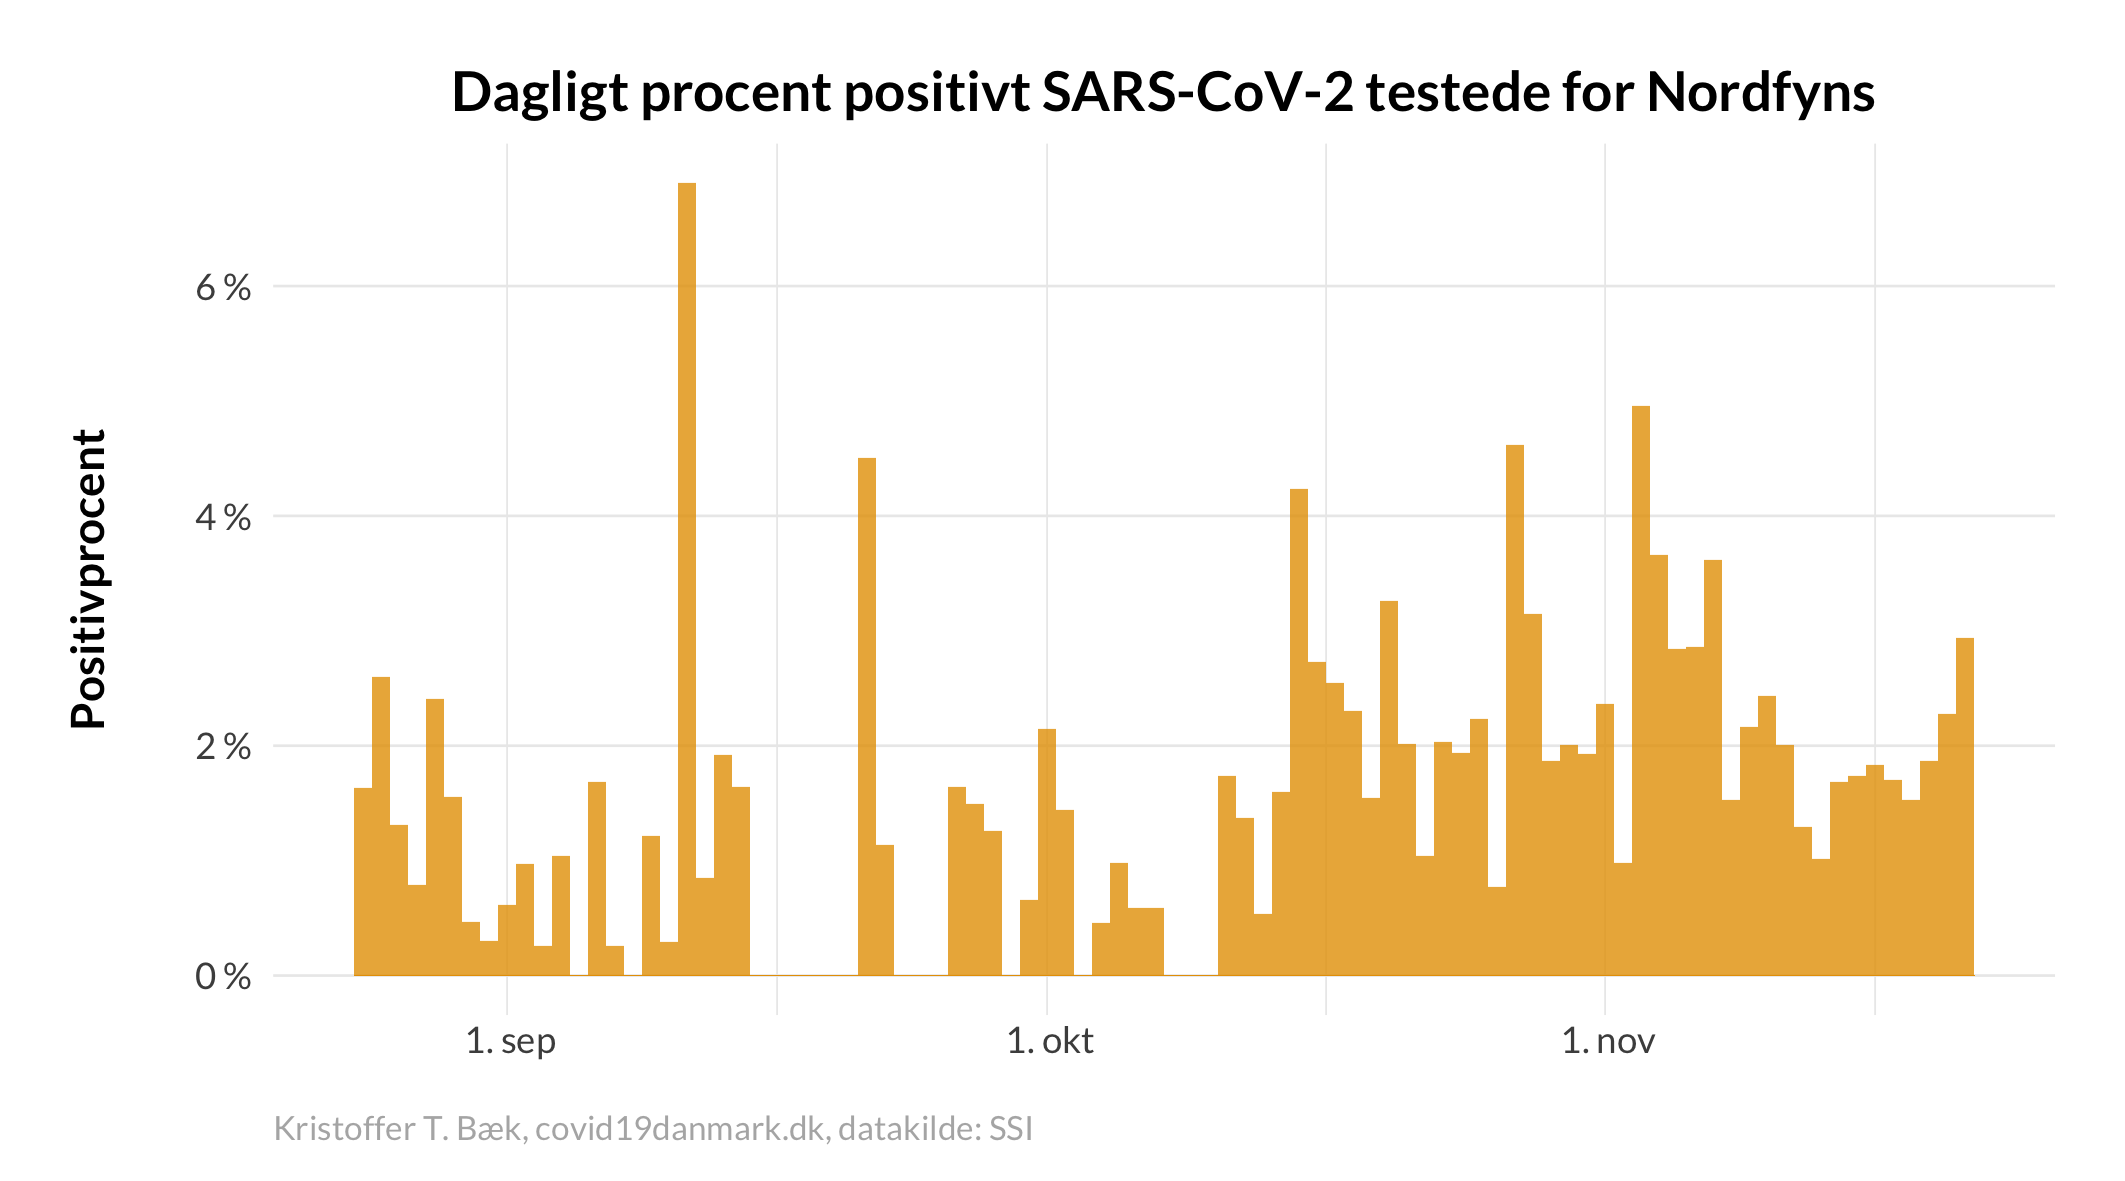 Dagligt procent positivt SARS-CoV-2 testede for Nordfyns
Positivprocent
6 %
4 %
2 %
0 %
1. sep
1. okt
1. nov
Kristoffer T. Bæk, covid19danmark.dk, datakilde: SSI